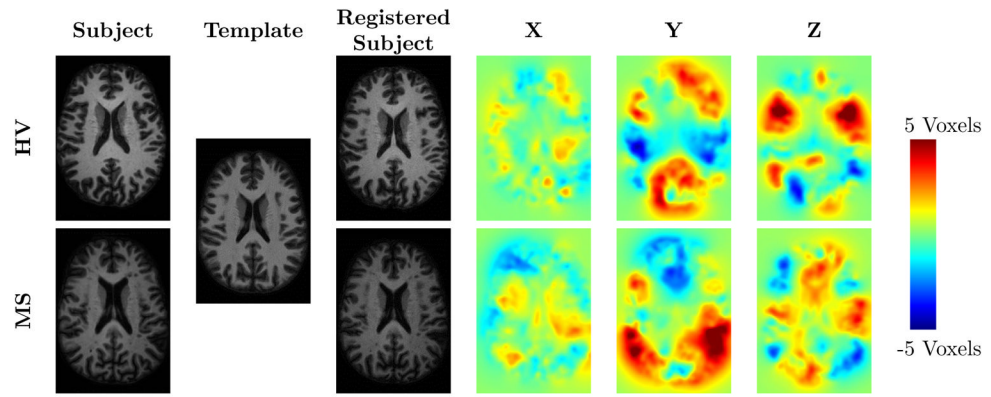 Subject
Template
Registered
Subject
X
Y
Z
HV
MS
5 Voxels
-5 Voxels